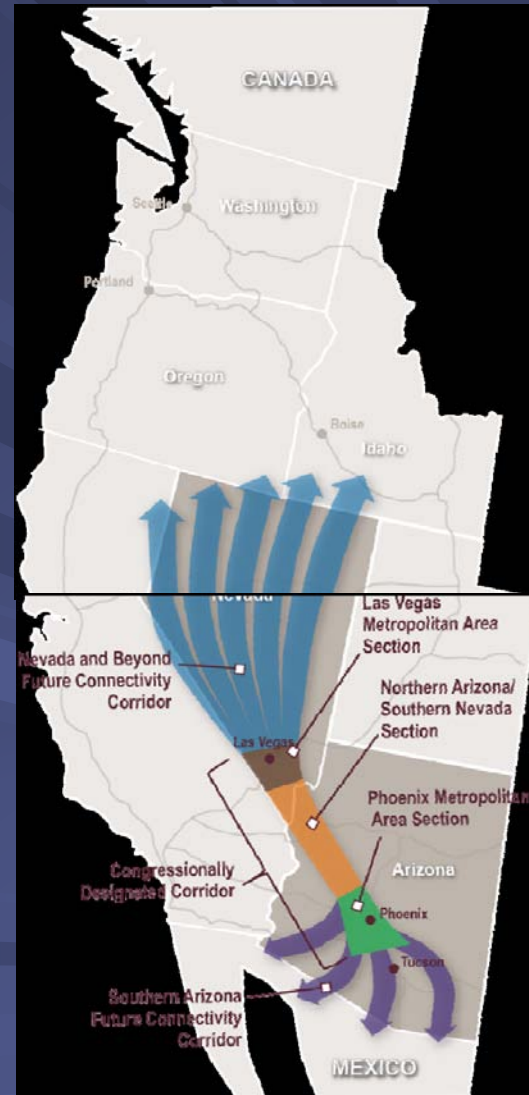 CANADA
Seattle
Washington
Portland
Oregon
Boise
Idaho
Nevada
Las Vegas
Metropolitan Area
Section
Nevada and Beyond
Future Connectivity
Corridor
Northern Arizona/
Southern Nevada
Section
Las Vegas
Phoenix Metropolitan
Area Section
Congressionally
Designated Corridor
Arizona
Phoenix
Tucson
Southern Arizona
Future Connectivity
Corridor
MEXICO